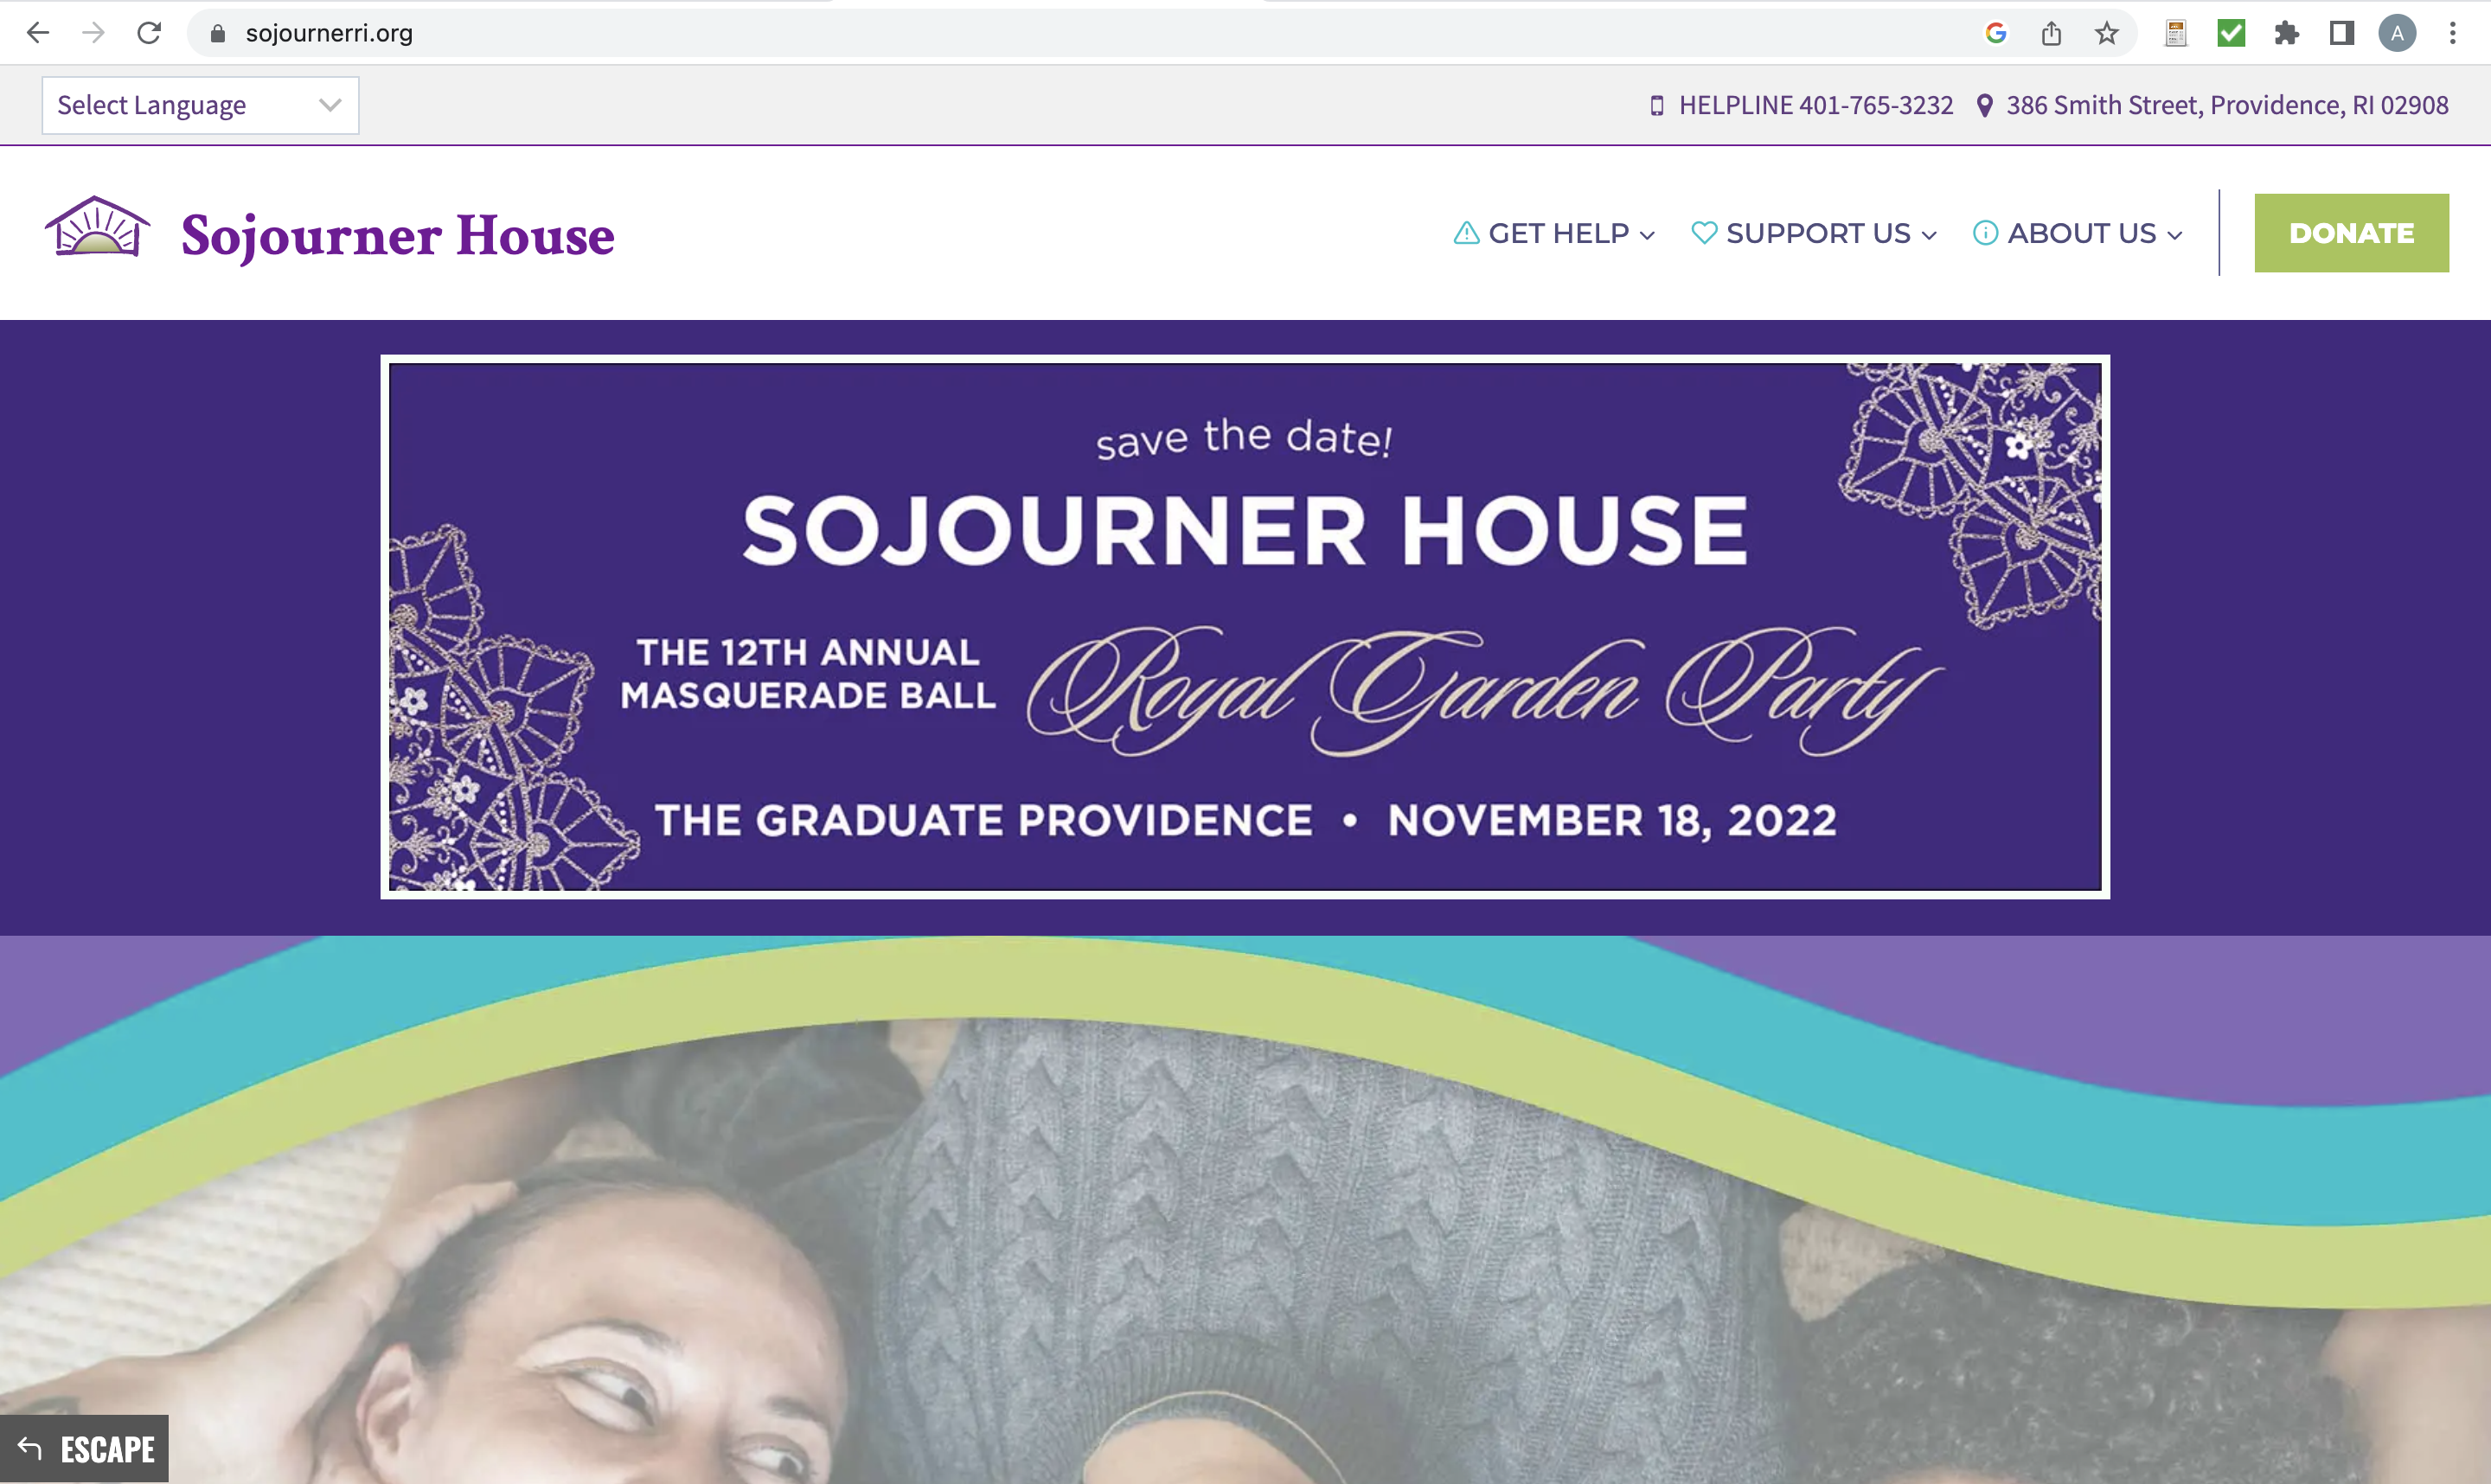 sojournerri.org
A
Select Language
HELPLINE 401-765-3232 386 Smith Street, Providence, RI 02908
Sojourner House
GET HELP SUPPORT US ABOUT US DONATE
save the date!
SOJOURNER HOUSE
THE 12TH ANNUAL
MASQUERADE BALL
Royal Garden Party
THE GRADUATE PROVIDENCE • NOVEMBER 18, 2022
ESCAPE